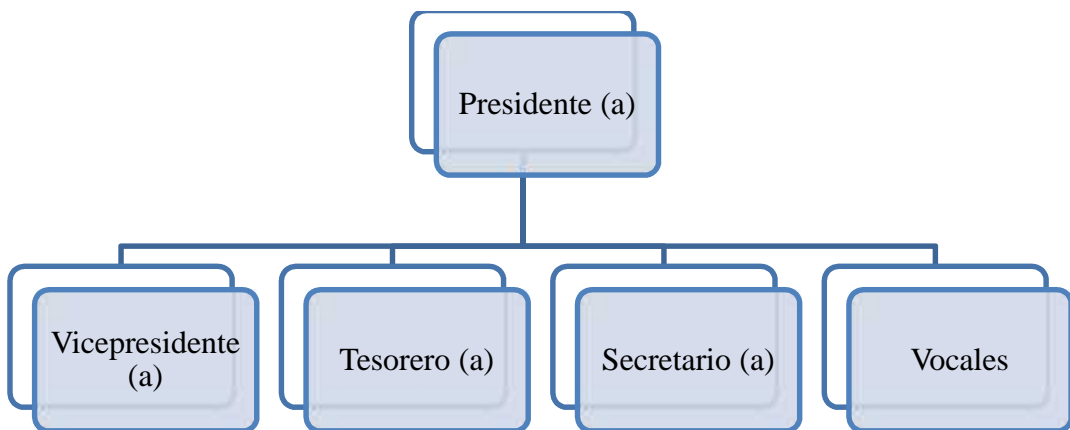 Presidente (a)
Vicepresidente
(a)
Tesorero (a)
Secretario (a)
Vocales